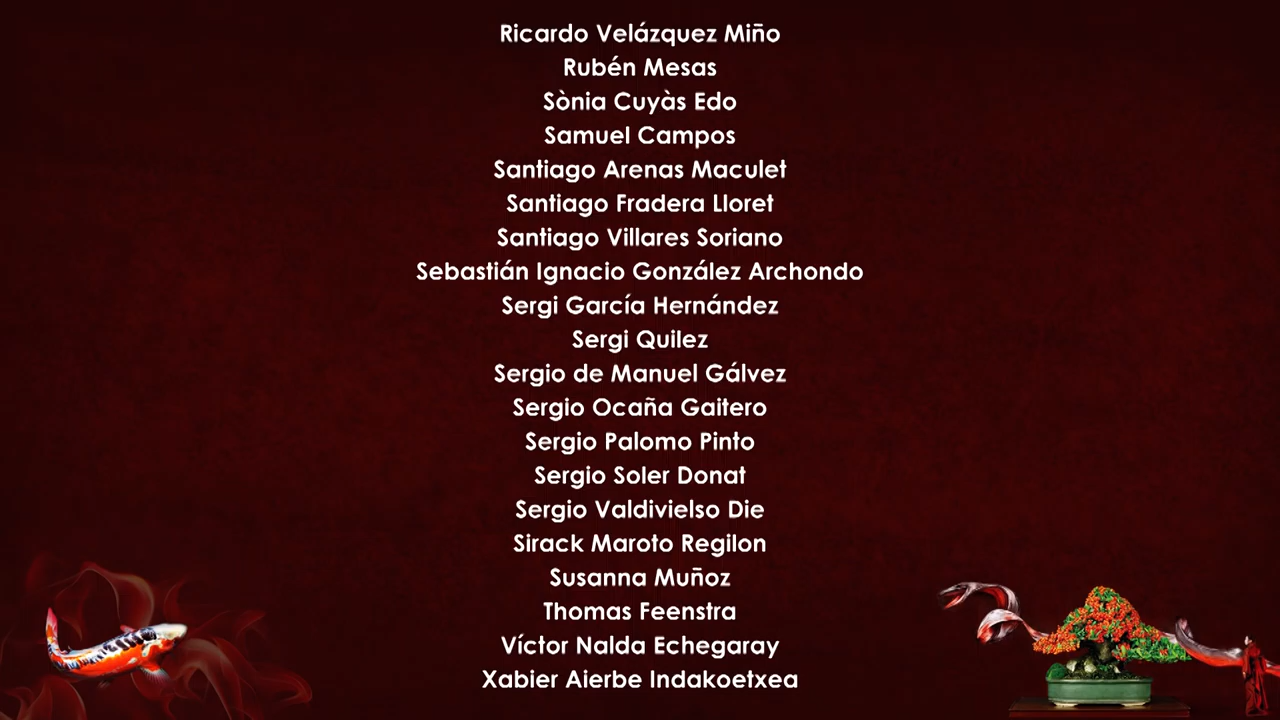 Ricardo Velázquez Miño
Rubén Mesas
Sònia Cuyàs Edo
Samuel Campos
Santiago Arenas Maculet
Santiago Fradera Lloret
Santiago Villares Soriano
Sebastián Ignacio González Archondo
Sergi García Hernández
Sergi Quilez
Sergio de Manuel Gálvez
Sergio Ocaña Gaitero
Sergio Palomo Pinto
Sergio Soler Donat
Sergio Valdivielso Die
Sirack Maroto Regilon
Susanna Muñoz
Thomas Feenstra
Víctor Nalda Echegaray
Xabier Aierbe Indakoetxea